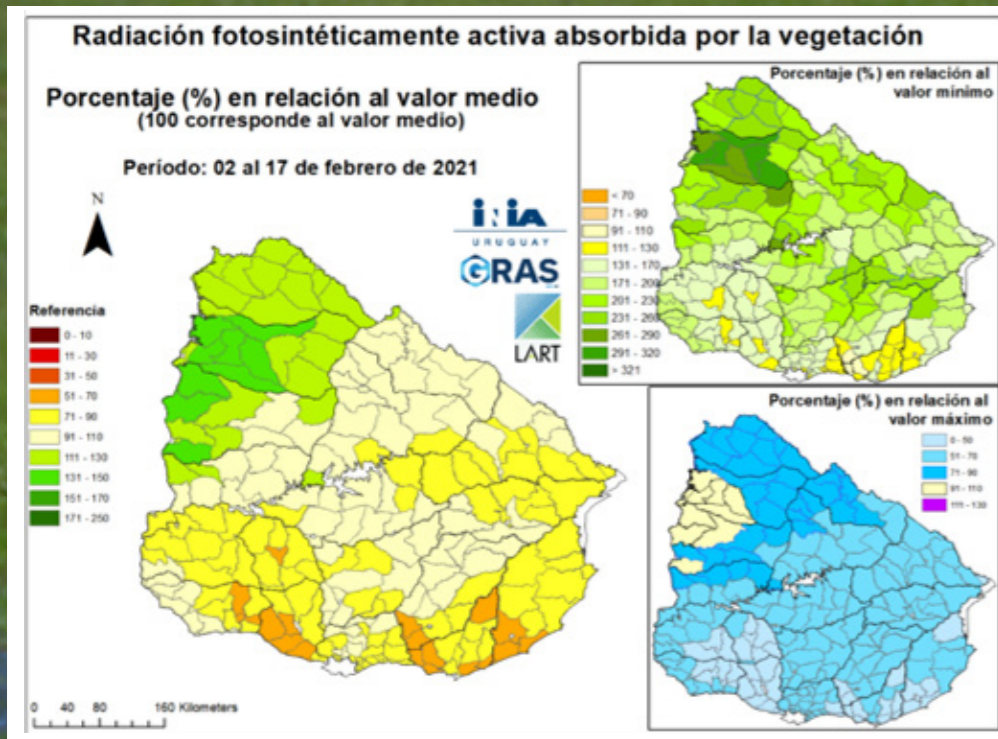 Radiación fotosintéticamente activa absorbida por la vegetación
Porcentaje (%) en relación al valor medio
(100 corresponde al valor medio)
Período: 02 al 17 de febrero de 2021
N
INIA
URUGUAY
GRAS
LART
Referencia
0 - 10
11 - 30
31 - 50
51 - 70
71 - 90
91 - 110
111 - 130
131 - 150
151 - 170
171 - 250
0 40 80 160 Kilometers
Porcentaje (%) en relación al
valor mínimo
< 70
71 - 90
91 - 110
111 - 130
131 - 170
171 - 200
201 - 230
231 - 260
261 - 290
291 - 320
> 321
Porcentaje (%) en relación al
valor máximo
0 - 50
51 - 70
71 - 90
91 - 110
111 - 130